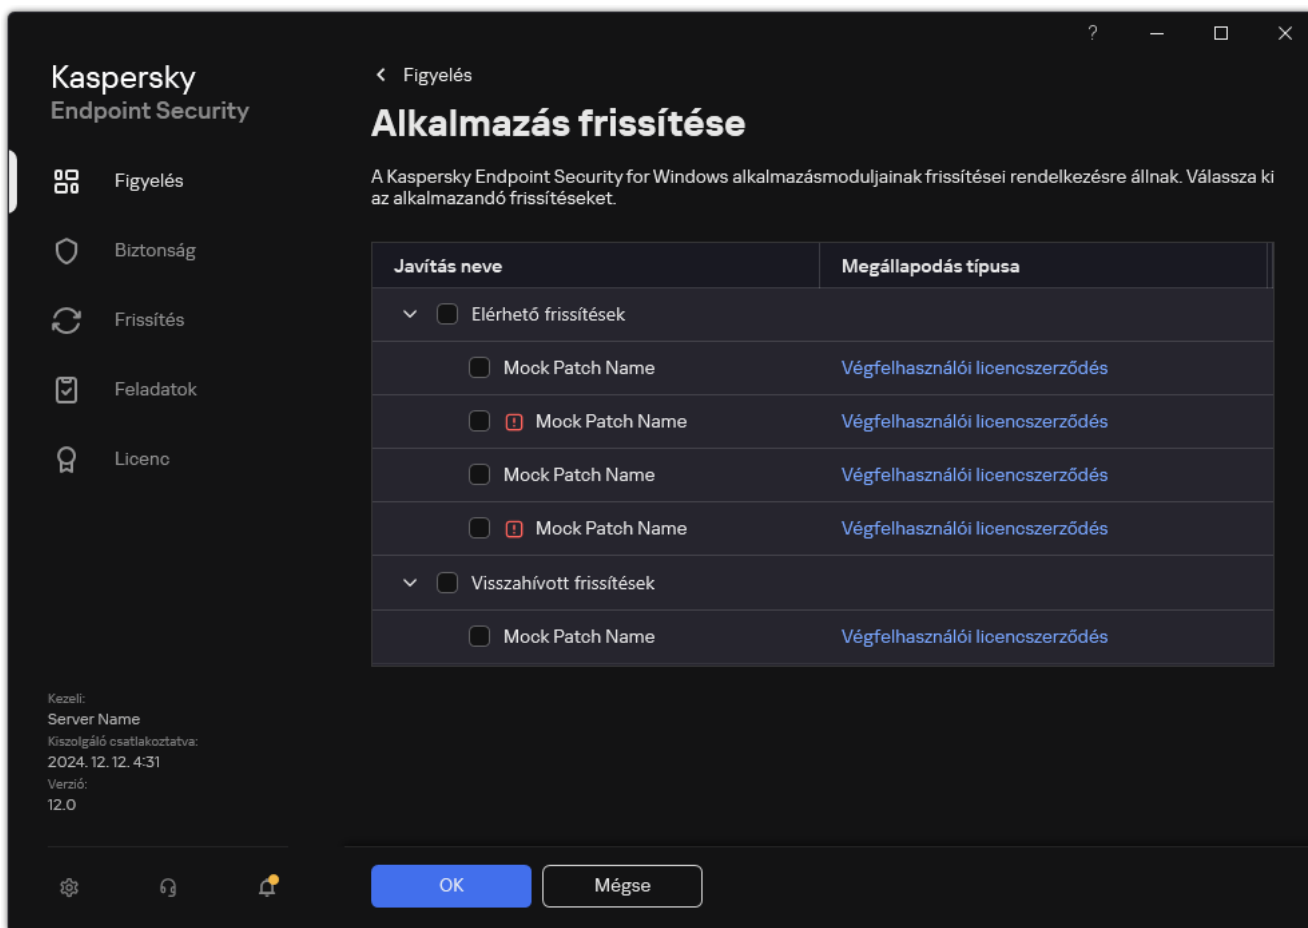 ?
Kaspersky
Endpoint Security
Figyelés
Biztonság
Frissítés
Feladatok
Licenc
Kezeli:
Server Name
Kiszolgáló csatlakoztatva:
2024. 12. 12. 4:31
Verzió:
12.0
Figyelés
Alkalmazás frissítése
A Kaspersky Endpoint Security for Windows alkalmazásmoduljainak frissítései rendelkezésre állnak. Válassza ki
az alkalmazandó frissítéseket.
Javítás neve Megállapodás típusa
Elérhető frissítések
Mock Patch Name Végfelhasználói licencszerződés
Mock Patch Name Végfelhasználói licencszerződés
Mock Patch Name Végfelhasználói licencszerződés
Mock Patch Name Végfelhasználói licencszerződés
Visszahívott frissítések
Mock Patch Name Végfelhasználói licencszerződés
OK Mégse